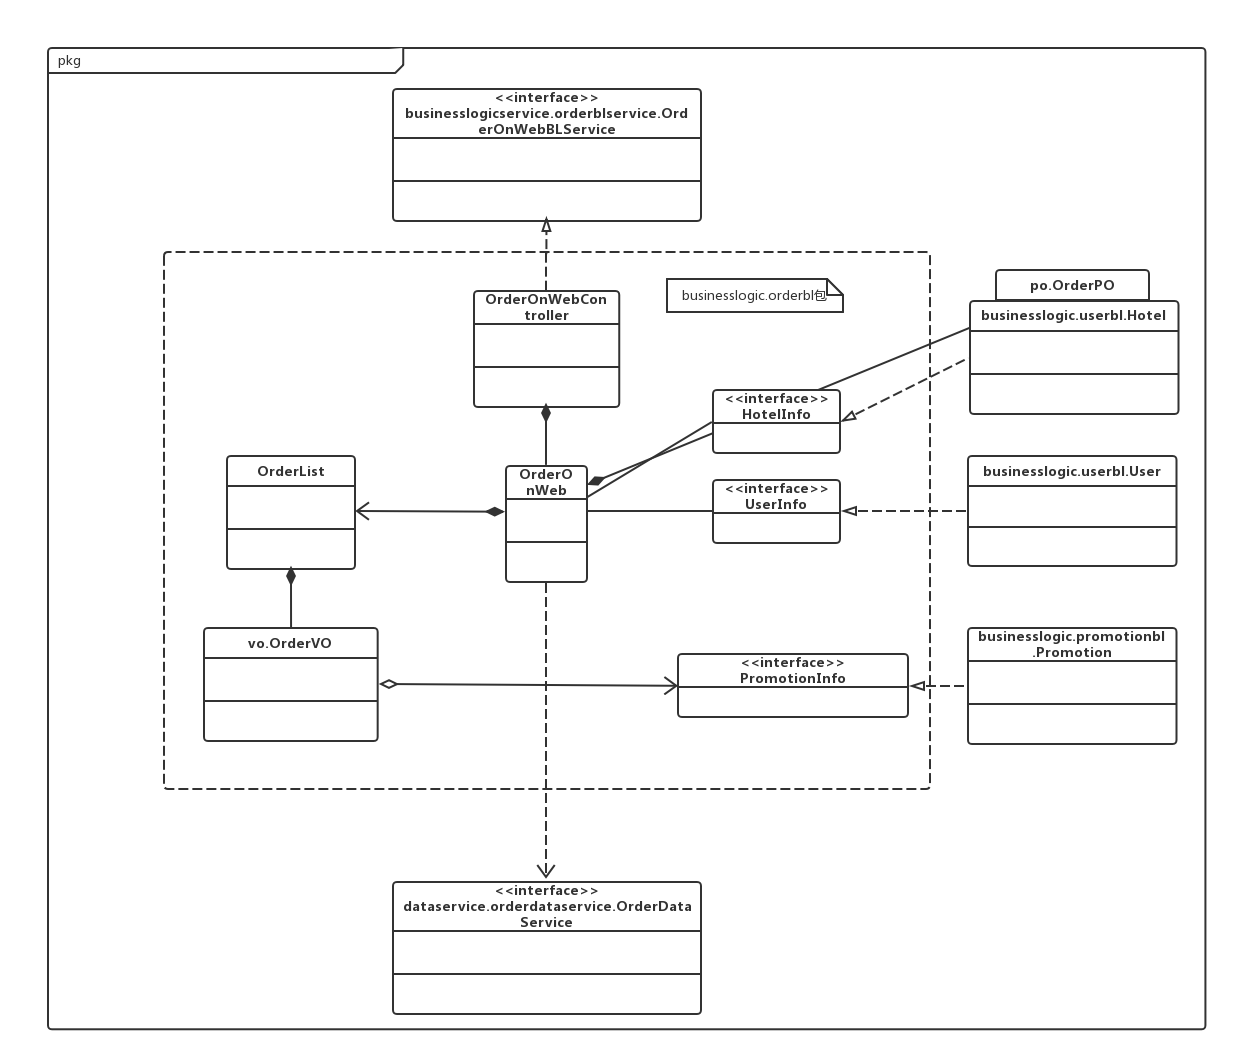 pkg
<<interface>>
businesslogicservice.orderblservice.Ord
erOnWebBLService
OrderOnWebCon
troller
businesslogic.orderbl包
po.OrderPO
businesslogic.userbl.Hotel
<<interface>>
HotelInfo
OrderList
OrderO
nWeb
<<interface>>
UserInfo
businesslogic.userbl.User
vo.OrderVO
<<interface>>
PromotionInfo
businesslogic.promotionbl
.Promotion
<<interface>>
dataservice.orderdataservice.OrderData
Service